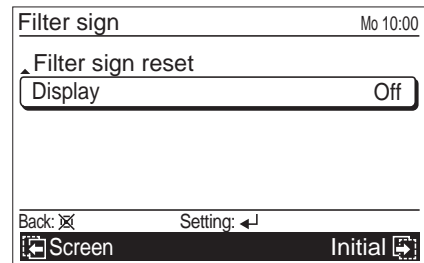 Filter sign Mo 10:00
Filter sign reset
Display Off
Back: Setting:
Screen Initial